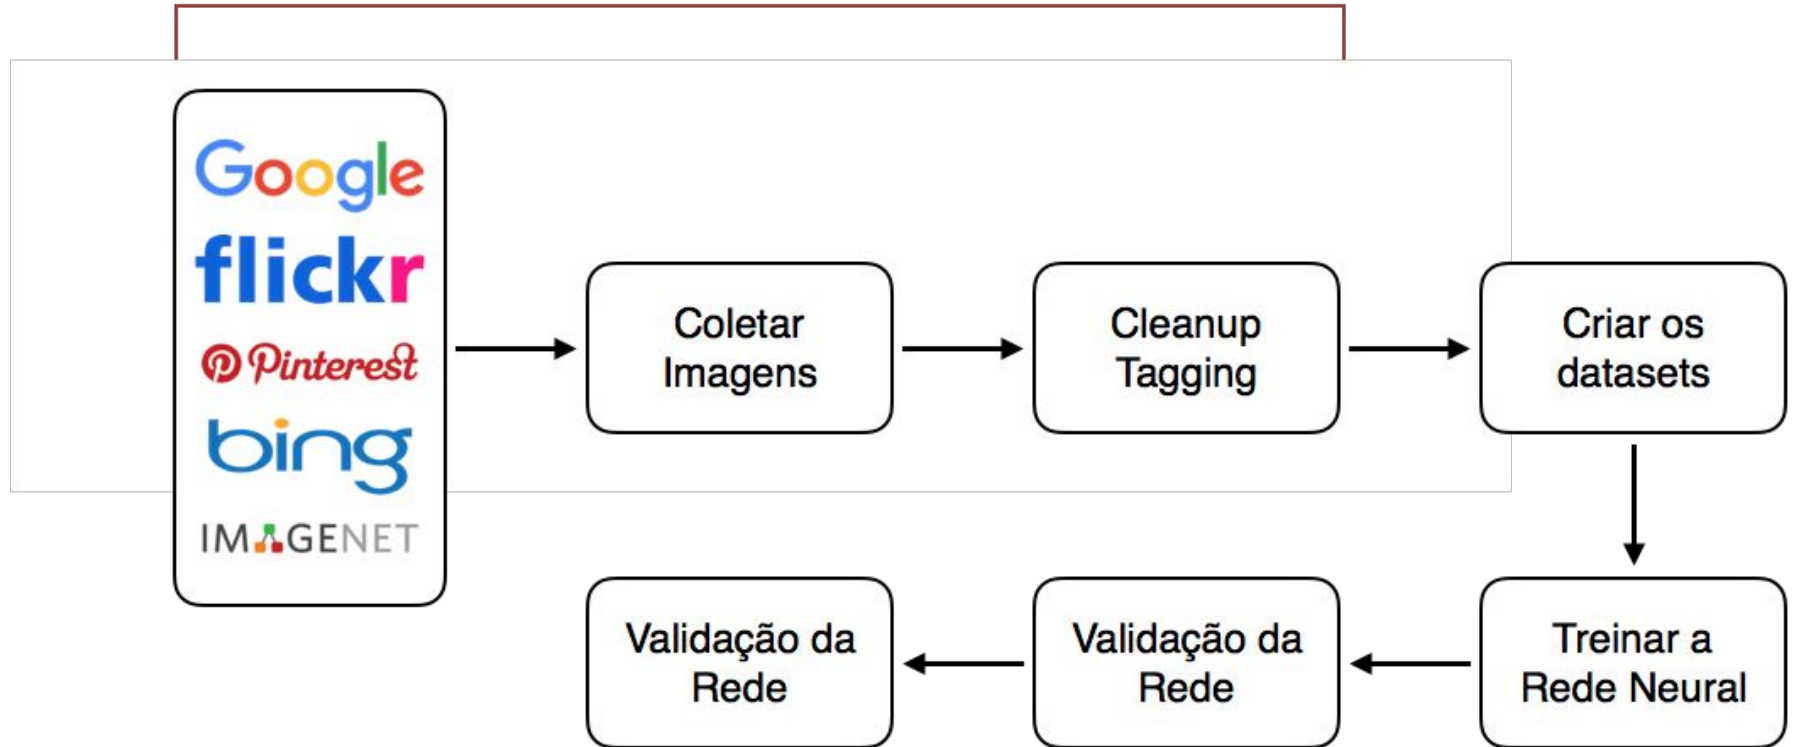 Google
flickr
Pinterest
bing
IMAGENET
Coletar
Imagens
Cleanup
Tagging
Criar os
datasets
Treinar a
Rede Neural
Validação da
Rede
Validação da
Rede